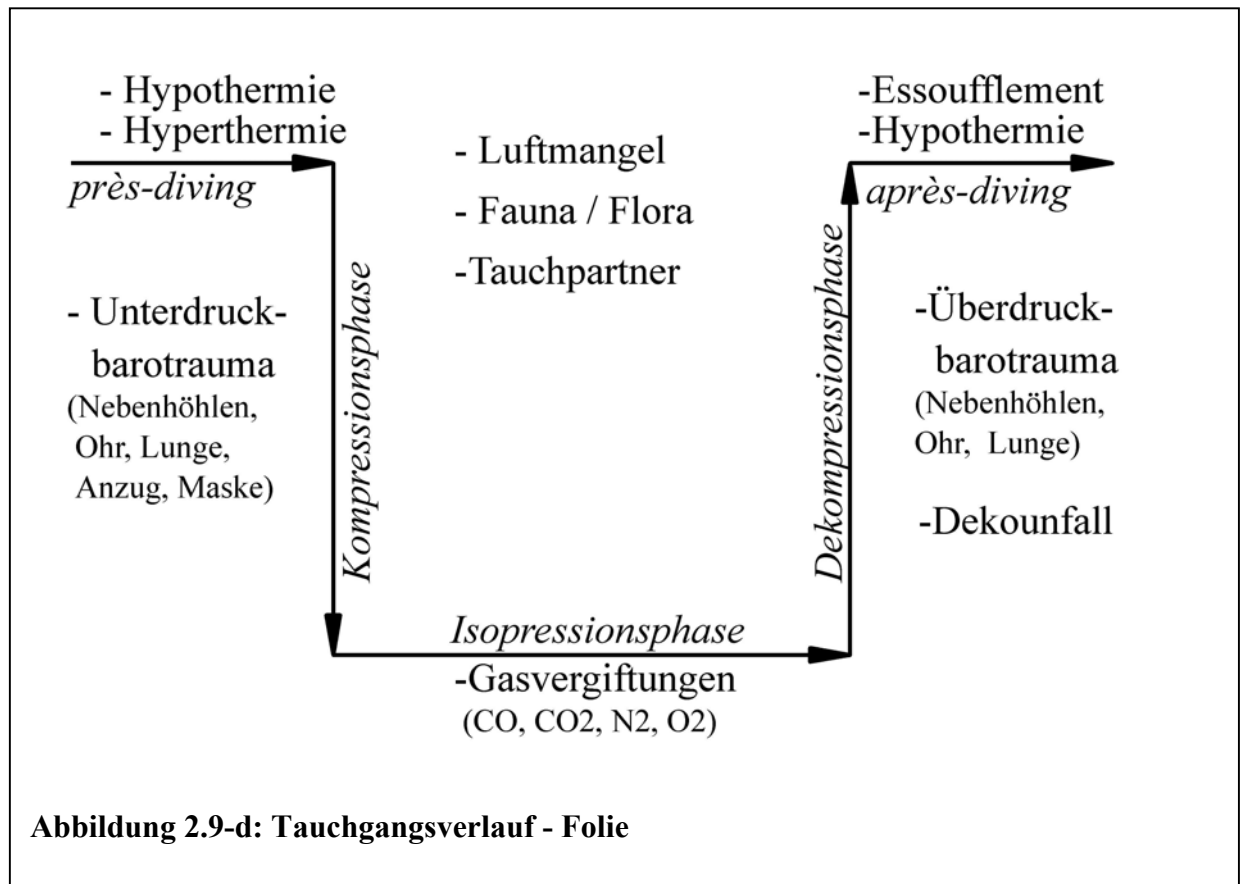 - Hypothermie
- Hyperthermie
près-diving
- Unterdruck-
barotrauma
(Nebenhöhlen,
Ohr, Lunge,
Anzug, Maske)
Kompressionsphase
- Luftmangel
- Fauna / Flora
-Tauchpartner
Isopressionsphase
-Gasvergiftungen
(CO, CO2, N2, O2)
Dekompressionsphase
-Essoufflement
-Hypothermie
après-diving
-Überdruck-
barotrauma
(Nebenhöhlen,
Ohr, Lunge)
-Dekounfall
Abbildung 2.9-d: Tauchgangsverlauf - Folie